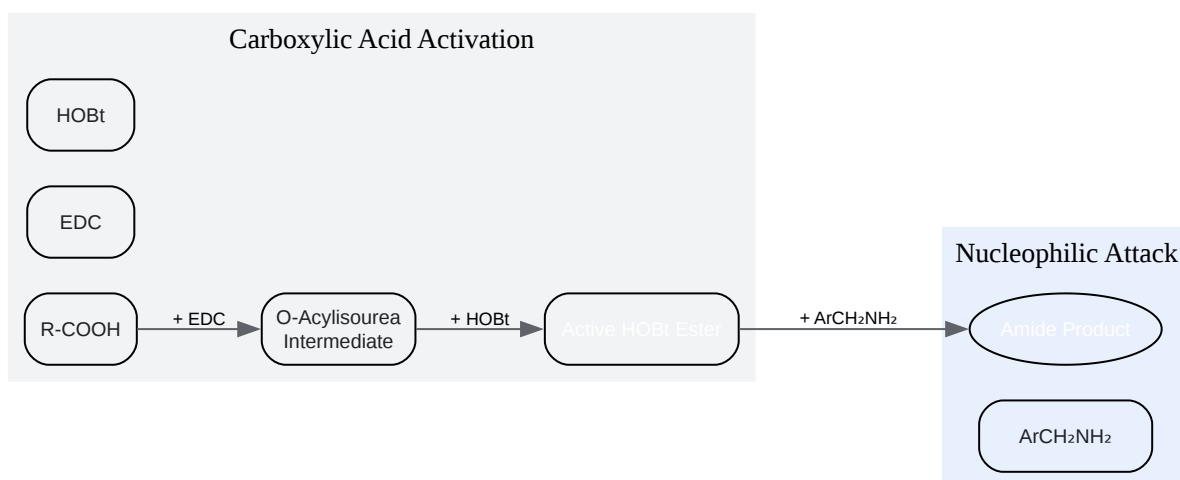 Carboxylic Acid Activation
HOBt
EDC
R-COOH
+ EDC
O-Acylisourea
Intermediate
+ HOBt
Active HOBt Ester
+ ArCH₂NH₂
Nucleophilic Attack
Amide Product
ArCH₂NH₂